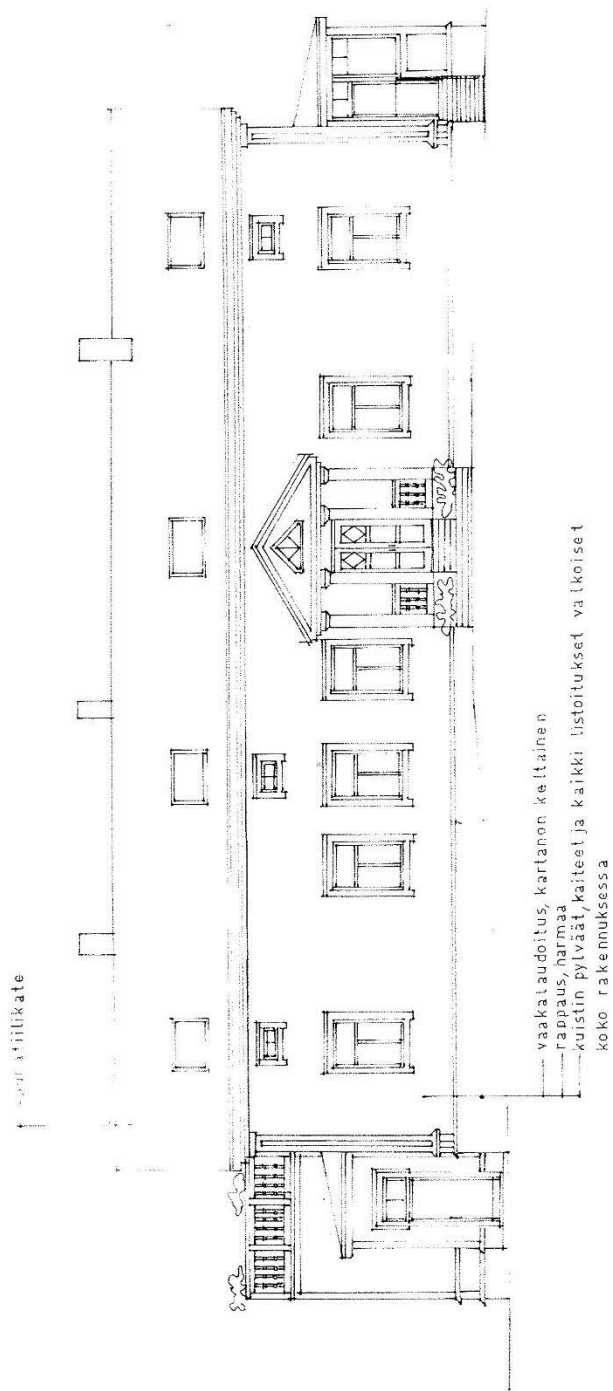 vaakalaudoitus, kartanon keltainen
rappaus, harmaa
kuistin pylväät, kaiteet ja kaikki listoitukset valkoiset
koko rakennuksessa